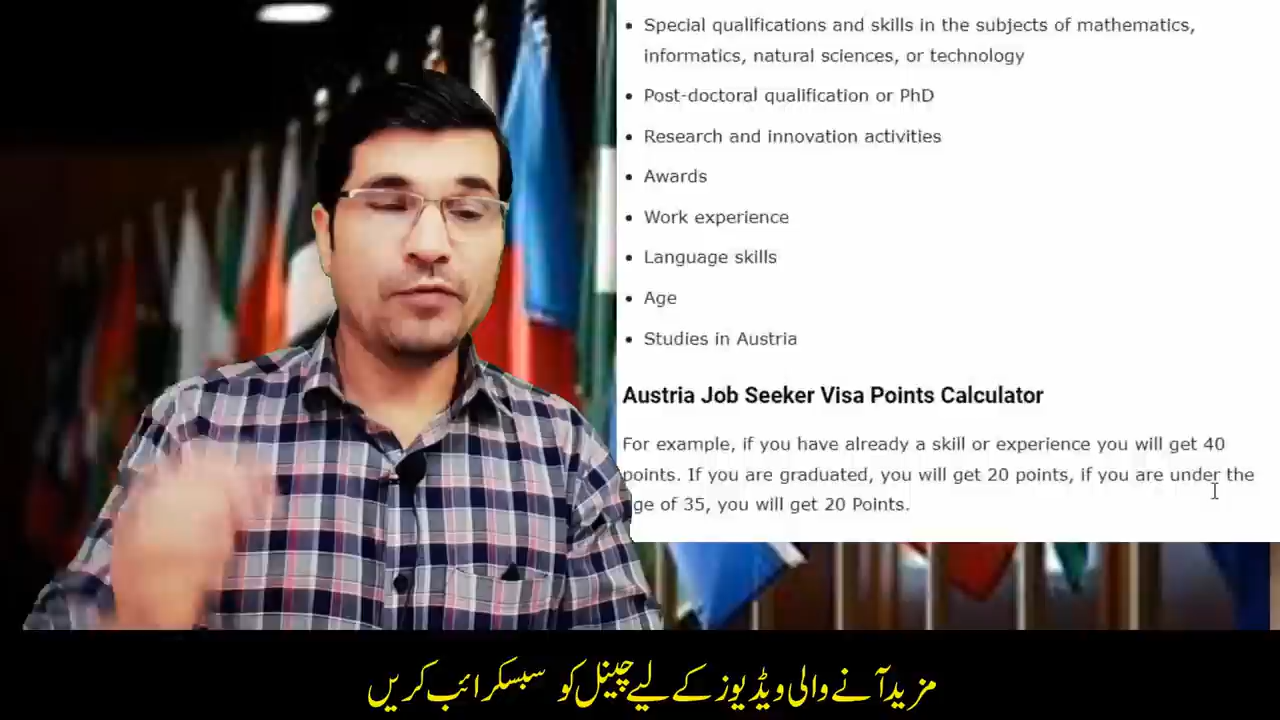 Special qualifications and skills in the subjects of mathematics,
informatics, natural sciences, or technology
Post-doctoral qualification or PhD
Research and innovation activities
Awards
Work experience
Language skills
Age
Studies in Austria
Austria Job Seeker Visa Points Calculator
For example, if you have already a skill or experience you will get 40
points. If you are graduated, you will get 20 points, if you are under the
ge of 35, you will get 20 Points.
مزید آنے والی ویڈیوز کے لیے چینل کو سبسکرائب کریں